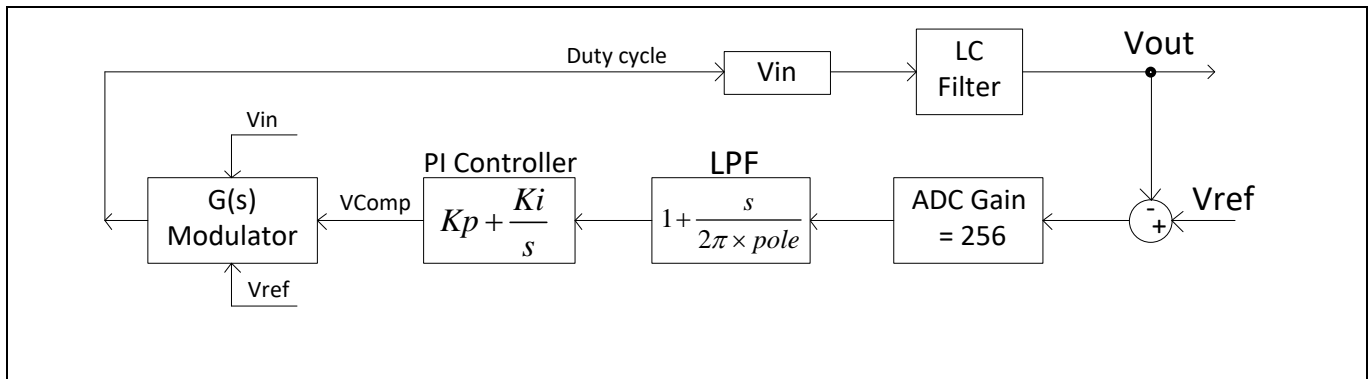 Duty cycle
Vin
LC
Filter
Vout
Vin
G(s)
Modulator
Vref
VComp
PI Controller
Kp + Ki/s
LPF
1 + s/(2π × pole)
ADC Gain
= 256
-
+
Vref